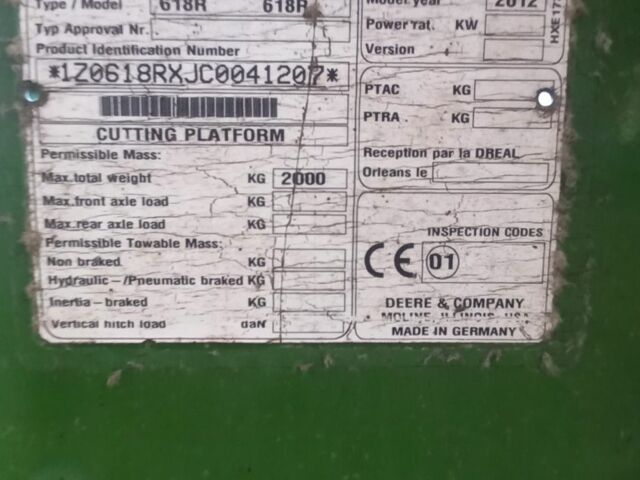 Type / Model 618R 618R
Typ Approval Nr.
Product Identification Number
*1Z0618RXJC0041207*
CUTTING PLATFORM
Permissible Mass:
Max. total weight KG 2000
Max. front axle load KG
Max. rear axle load KG
Permissible Towable Mass:
Non braked KG
Hydraulic-/Pneumatic braked KG
Inertia - braked KG
Vertical hitch load daN
Model year 2012
Power rat. KW
Version
PTAC KG
PTRA KG
Reception par la DREAL
Orleans le
INSPECTION CODES
CE 01
DEERE & COMPANY
MOLINE, ILLINOIS, USA
MADE IN GERMANY